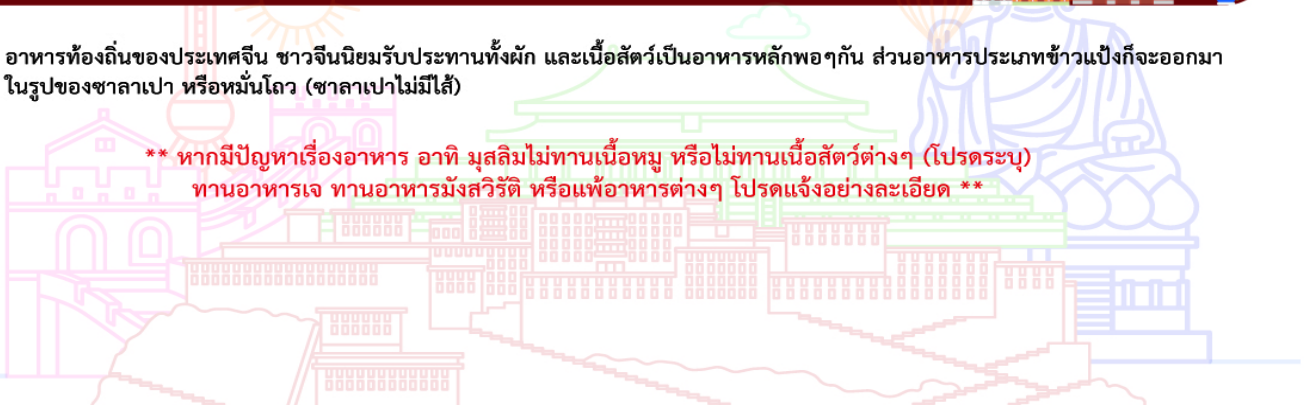 อาหารท้องถิ่นของประเทศจีน ชาวจีนนิยมรับประทานทั้งผัก และเนื้อสัตว์เป็นอาหารหลักพอๆกัน ส่วนอาหารประเภทข้าวแป้งก็จะออกมา
ในรูปของซาลาเปา หรือหมั่นโถว (ซาลาเปาไม่มีไส้)
** หากมีปัญหาเรื่องอาหาร อาทิ มุสลิมไม่ทานเนื้อหมู หรือไม่ทานเนื้อสัตว์ต่างๆ (โปรดระบุ)
ทานอาหารเจ ทานอาหารมังสวิรัติ หรือแพ้อาหารต่างๆ โปรดแจ้งอย่างละเอียด **